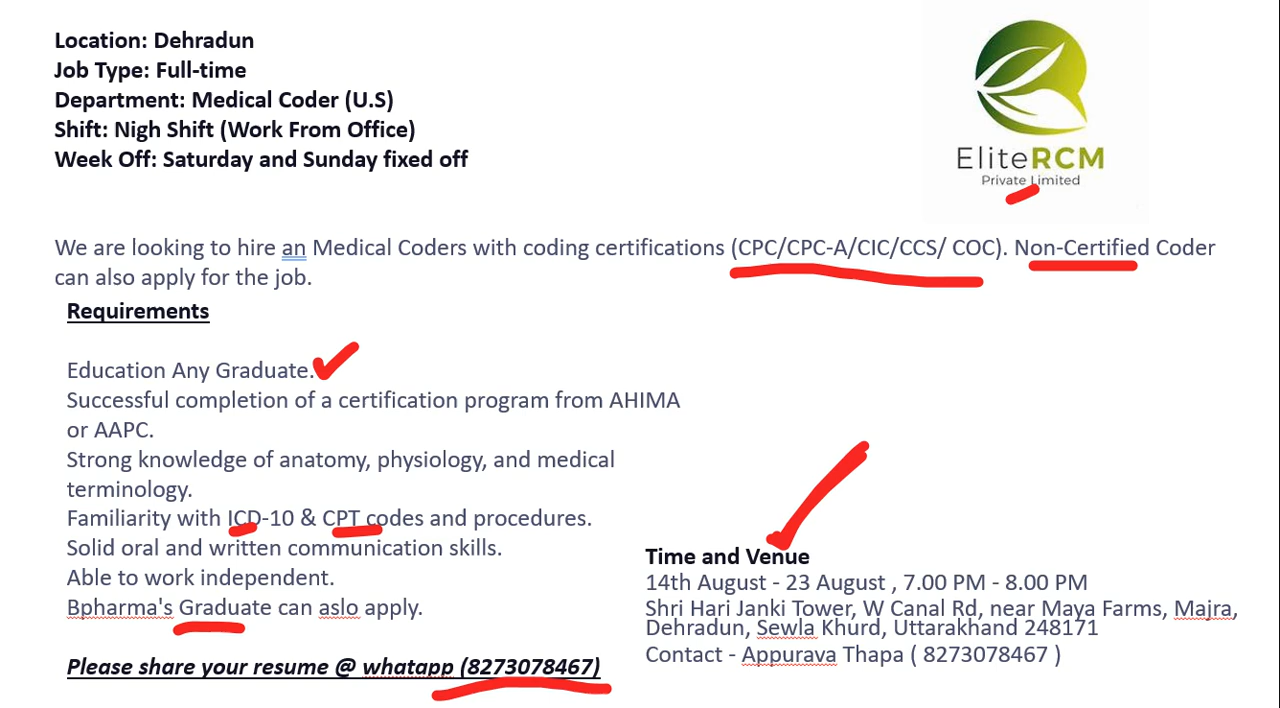 Location: Dehradun
Job Type: Full-time
Department: Medical Coder (U.S)
Shift: Nigh Shift (Work From Office)
Week Off: Saturday and Sunday fixed off
EliteRCM
Private Limited
We are looking to hire an Medical Coders with coding certifications (CPC/CPC-A/CIC/CCS/ COC). Non-Certified Coder
can also apply for the job.
Requirements
Education Any Graduate.
Successful completion of a certification program from AHIMA
or AAPC.
Strong knowledge of anatomy, physiology, and medical
terminology.
Familiarity with ICD-10 & CPT codes and procedures.
Solid oral and written communication skills.
Able to work independent.
Bpharma's Graduate can aslo apply.
Please share your resume @ whatapp (8273078467)
Time and Venue
14th August - 23 August , 7.00 PM - 8.00 PM
Shri Hari Janki Tower, W Canal Rd, near Maya Farms, Majra,
Dehradun, Sewla Khurd, Uttarakhand 248171
Contact - Appurava Thapa ( 8273078467 )